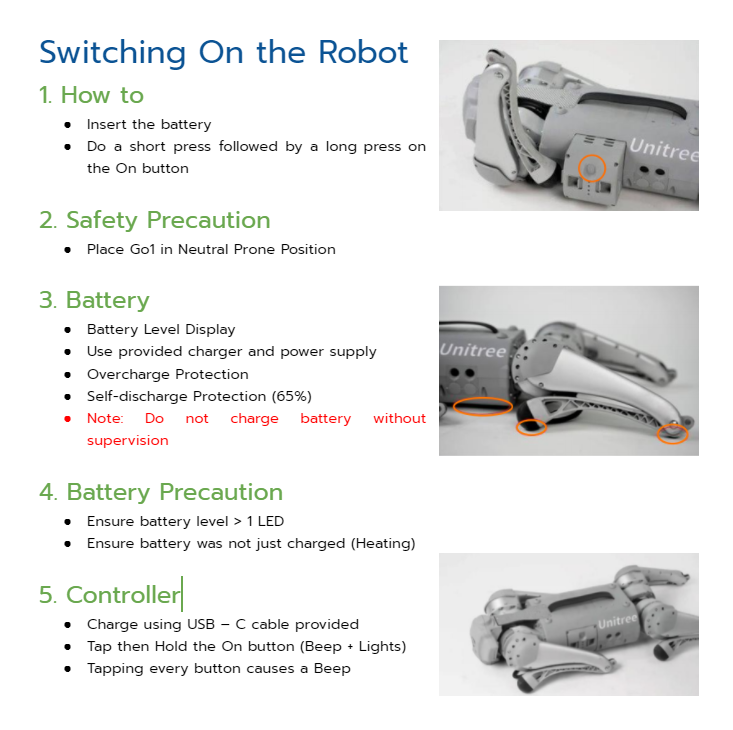 Switching On the Robot
1. How to
● Insert the battery
● Do a short press followed by a long press on
the On button
2. Safety Precaution
● Place Go1 in Neutral Prone Position
3. Battery
● Battery Level Display
● Use provided charger and power supply
● Overcharge Protection
● Self-discharge Protection (65%)
● Note: Do not charge battery without
supervision
4. Battery Precaution
● Ensure battery level > 1 LED
● Ensure battery was not just charged (Heating)
5. Controller
● Charge using USB – C cable provided
● Tap then Hold the On button (Beep + Lights)
● Tapping every button causes a Beep
Unitree
Unitree
Unitree